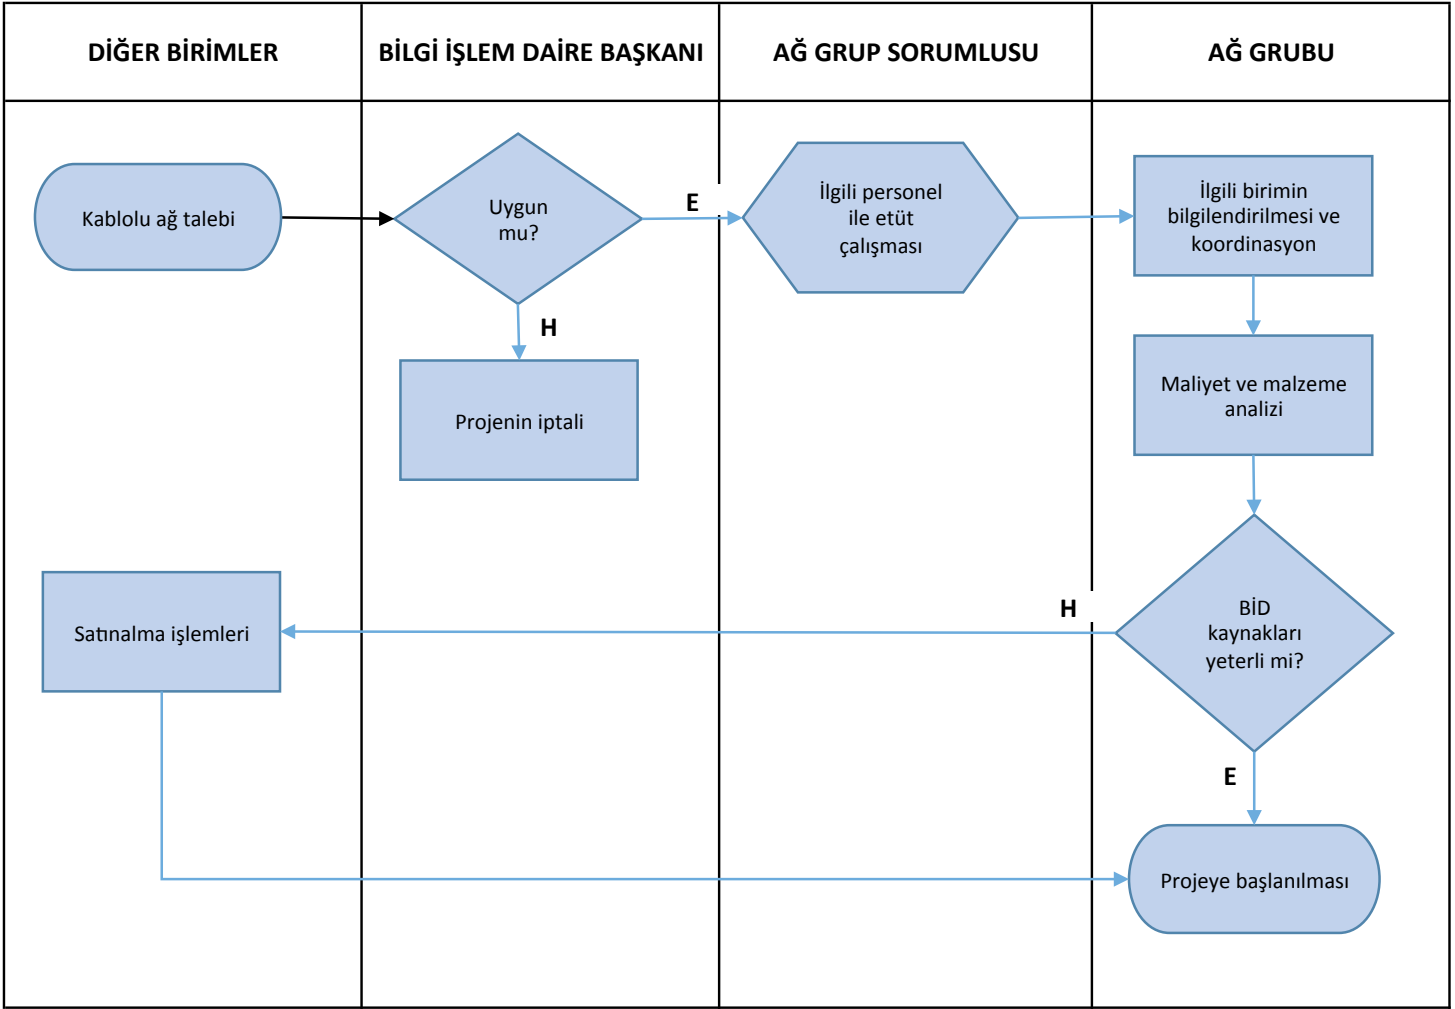 DİĞER BİRİMLER
BİLGİ İŞLEM DAİRE BAŞKANI
AĞ GRUP SORUMLUSU
AĞ GRUBU
Kablolu ağ talebi
Uygun
mu?
E
İlgili personel
ile etüt
çalışması
İlgili birimin
bilgilendirilmesi ve
koordinasyon
H
Projenin iptali
Maliyet ve malzeme
analizi
Satınalma işlemleri
H
BİD
kaynakları
yeterli mi?
E
Projeye başlanılması